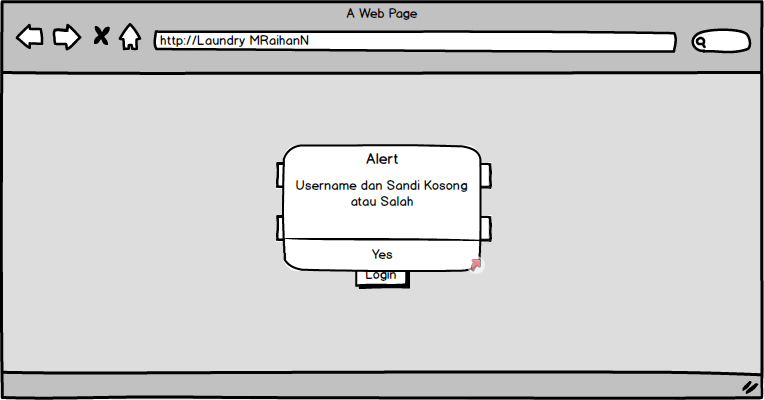 A Web Page
http://Laundry MRaihanN
Alert
Username dan Sandi Kosong
atau Salah
Yes
Login